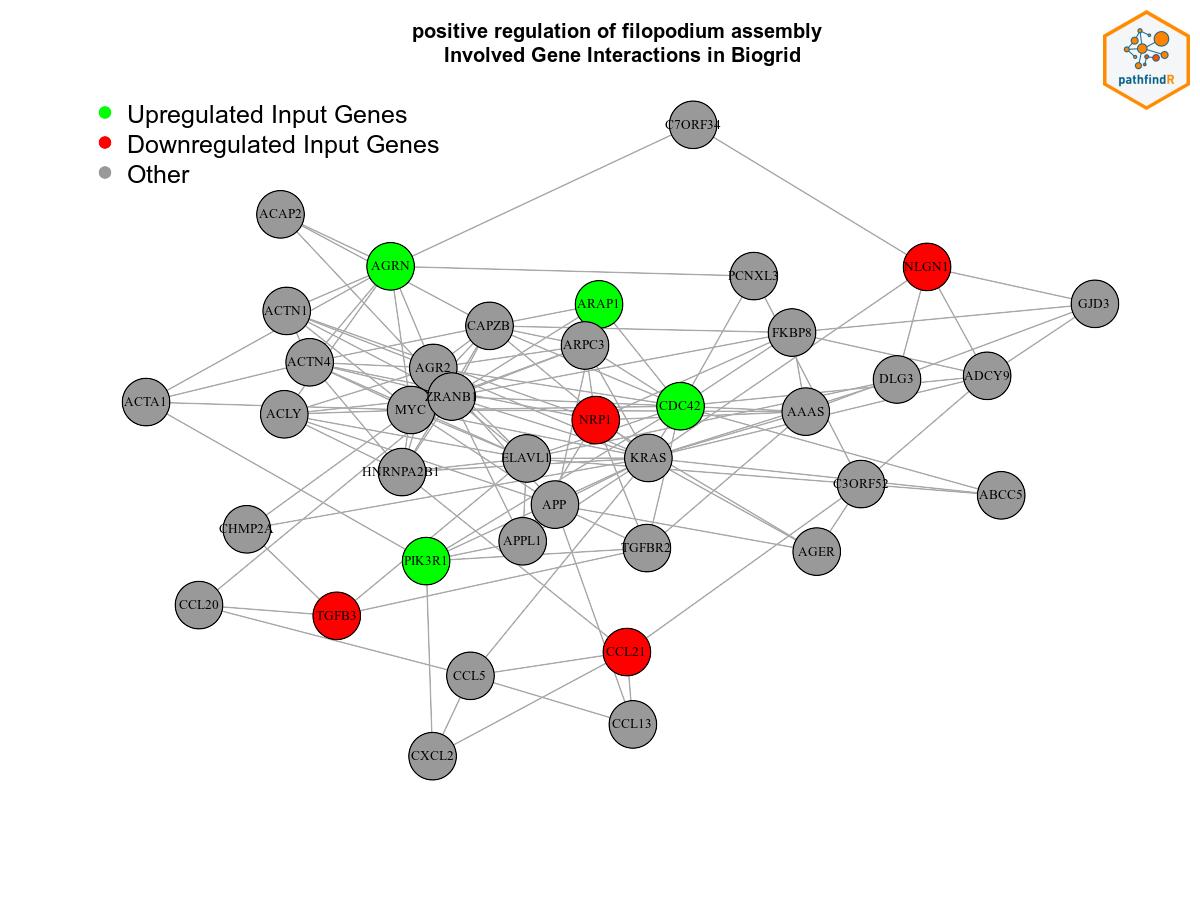 positive regulation of filopodium assembly
Involved Gene Interactions in Biogrid
pathfindR
Upregulated Input Genes
Downregulated Input Genes
Other
C7ORF34
ACAP2
AGRN
NLGN1
PCNXL3
ARAP1
GJD3
ACTN1
CAPZB
FKBP8
ARPC3
ACTN4
AGR2
DLG3
ADCY9
ZRANB1
ACTA1
MYC
ACLY
CDC42
AAAS
NRP1
ELAVL1
KRAS
HNRNPA2B1
C3ORF52
ABCC5
APP
CHMP2A
APPL1
TGFBR2
AGER
PIK3R1
CCL20
TGFB3
CCL21
CCL5
CCL13
CXCL2